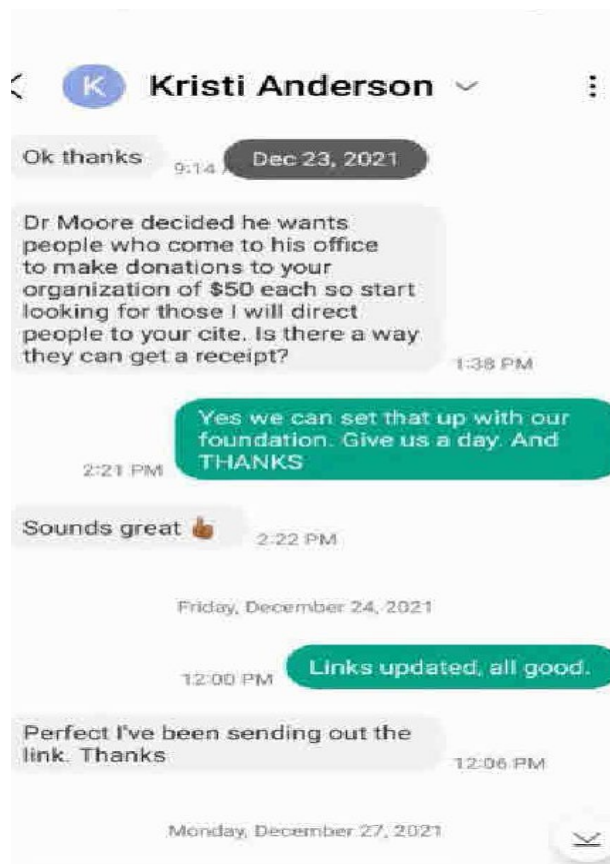 K Kristi Anderson
Ok thanks
9:14
Dec 23, 2021
Dr Moore decided he wants
people who come to his office
to make donations to your
organization of $50 each so start
looking for those I will direct
people to your cite. Is there a way
they can get a receipt?
1:38 PM
Yes we can set that up with our
foundation. Give us a day. And
THANKS
2:21 PM
Sounds great
2:22 PM
Friday, December 24, 2021
Links updated, all good.
12:00 PM
Perfect I've been sending out the
link. Thanks
12:06 PM
Monday, December 27, 2021